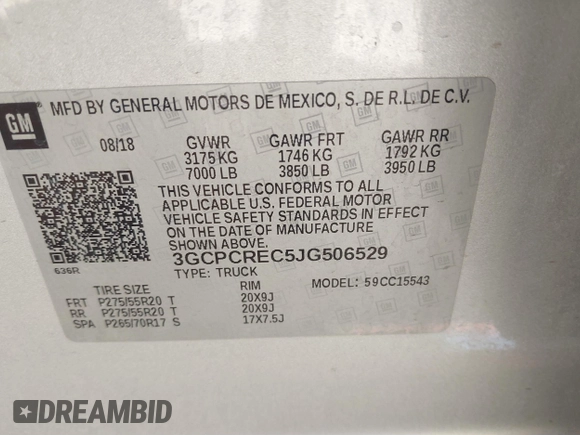 GM
MFD BY GENERAL MOTORS DE MEXICO, S. DE R.L. DE C.V.
08/18 GVWR GAWR FRT GAWR RR
3175 KG 1746 KG 1792 KG
7000 LB 3850 LB 3950 LB
THIS VEHICLE CONFORMS TO ALL
APPLICABLE U.S. FEDERAL MOTOR
VEHICLE SAFETY STANDARDS IN EFFECT
ON THE DATE OF MANUFACTURE
SHOWN ABOVE.
636R
3GCPCREC5JG506529
TYPE: TRUCK
TIRE SIZE RIM MODEL: 59CC15543
FRT P275/55R20 T 20X9J
RR P275/55R20 T 20X9J
SPA P265/70R17 S 17X7.5J
DREAMBID